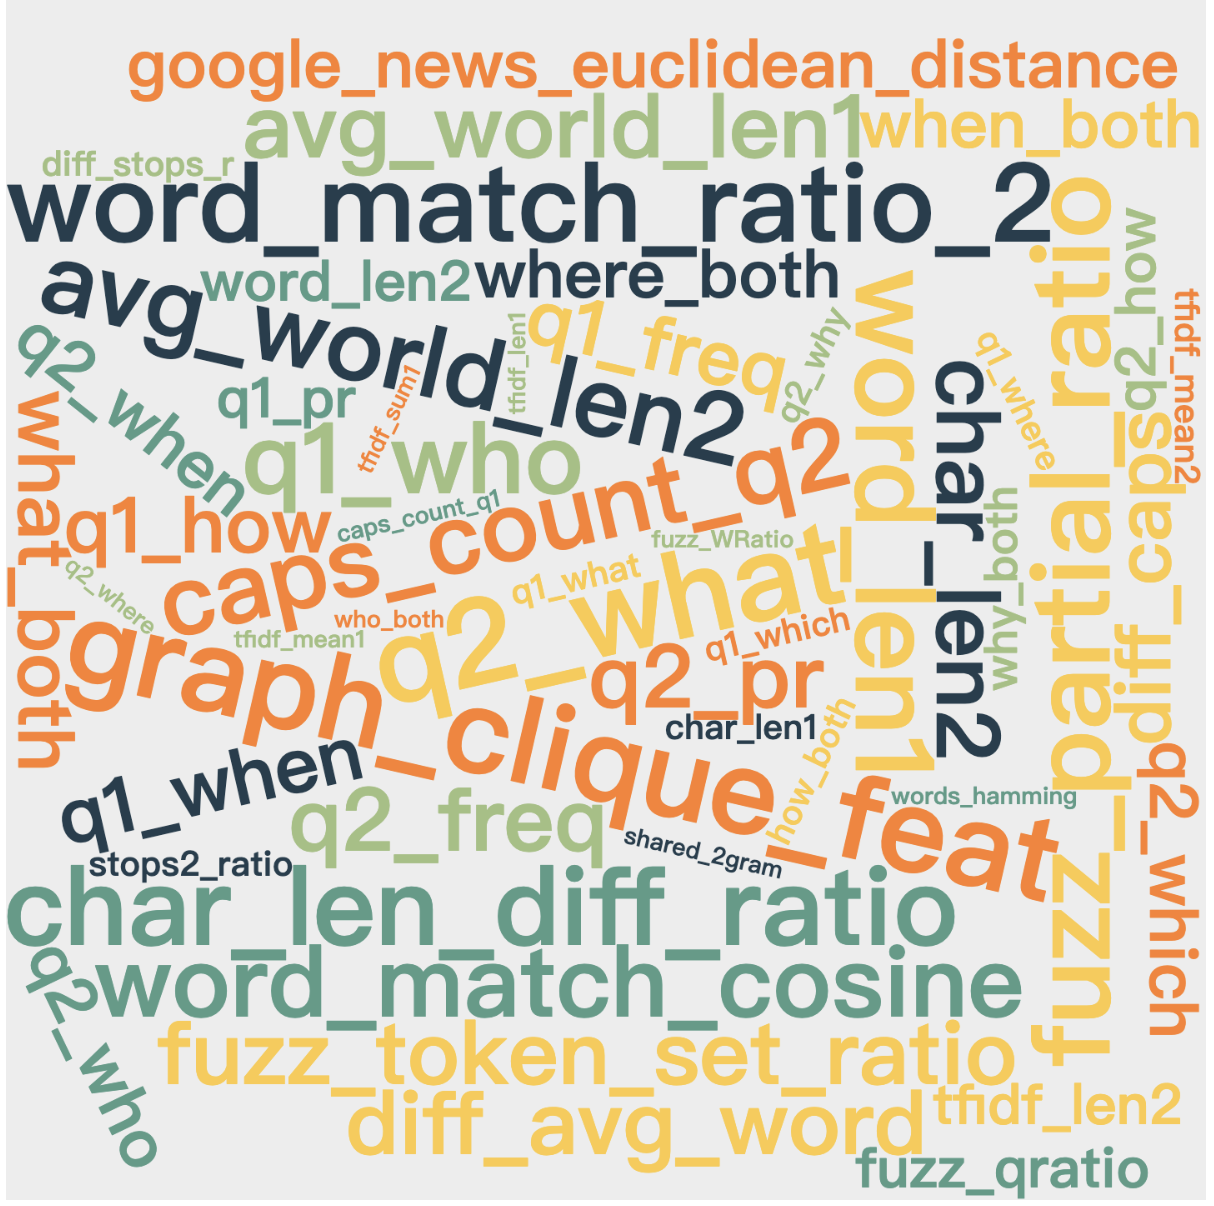 google_news_euclidean_distance
avg_world_len1
when_both
diff_stops_r
word_match_ratio_2
word_len2
where_both
avg_world_len2
q1_freq
q2_why
tfidf_len1
q2_when
q1_pr
tfidf_sum1
q1_who
word_len1
char_len2
fuzz_partial_ratio
q2_how
tfidf_mean2
q1_where
diff_caps
what_both
q1_how
caps_count_q1
caps_count_q2
fuzz_WRatio
why_both
q2_where
q1_what
who_both
tfidf_mean1
q2_what
q1_which
graph_clique_feat
q2_pr
char_len1
how_both
q2_which
q1_when
q2_freq
words_hamming
shared_2gram
stops2_ratio
char_len_diff_ratio
q2_who
word_match_cosine
fuzz_token_set_ratio
diff_avg_word
tfidf_len2
fuzz_qratio